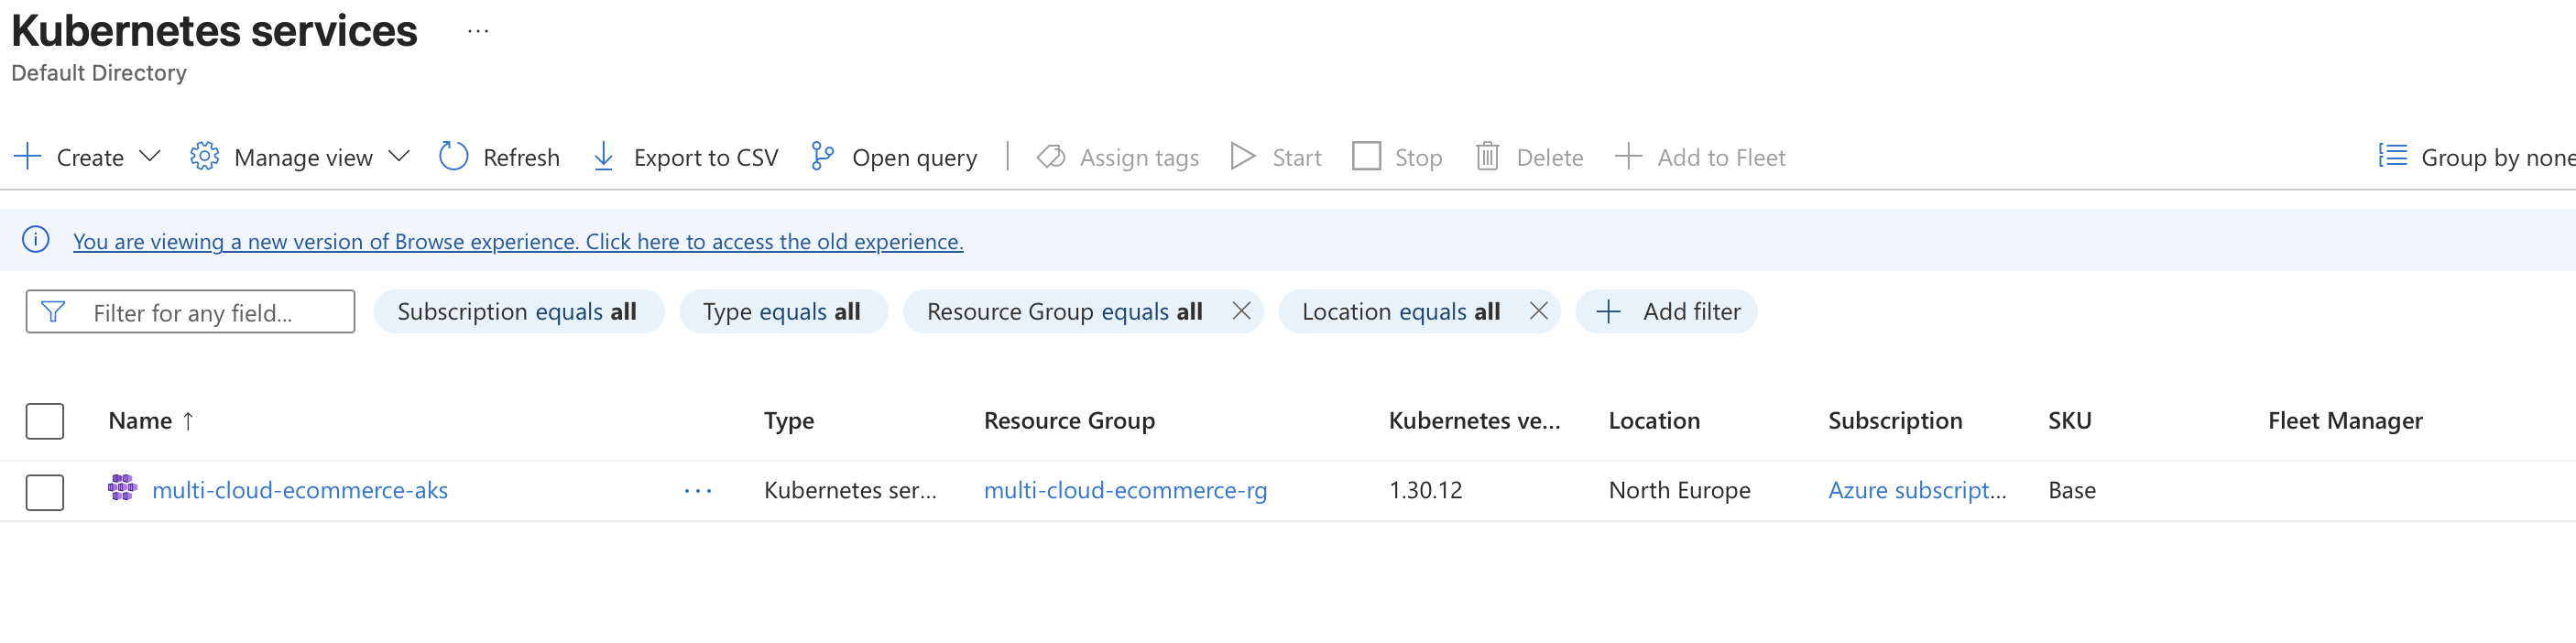 Kubernetes services ...
Default Directory
Create Manage view Refresh Export to CSV Open query Assign tags Start Stop Delete Add to Fleet Group by none
You are viewing a new version of Browse experience. Click here to access the old experience.
Filter for any field... Subscription equals all Type equals all Resource Group equals all Location equals all Add filter
Name ↑ Type Resource Group Kubernetes ve... Location Subscription SKU Fleet Manager
multi-cloud-ecommerce-aks ... Kubernetes ser... multi-cloud-ecommerce-rg 1.30.12 North Europe Azure subscript... Base